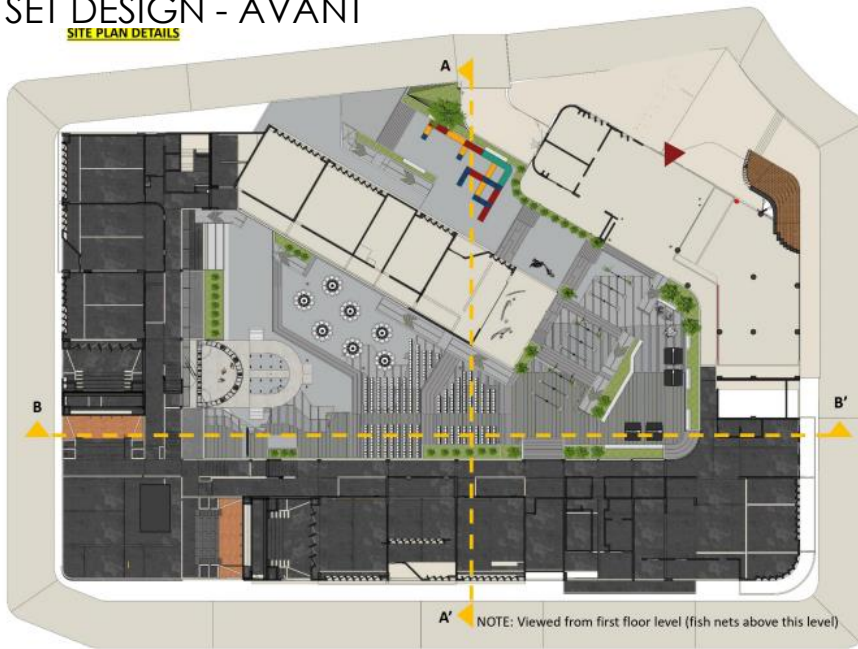 SET DESIGN - AVANT
SITE PLAN DETAILS
A
B
B'
A'
NOTE: Viewed from first floor level (fish nets above this level)